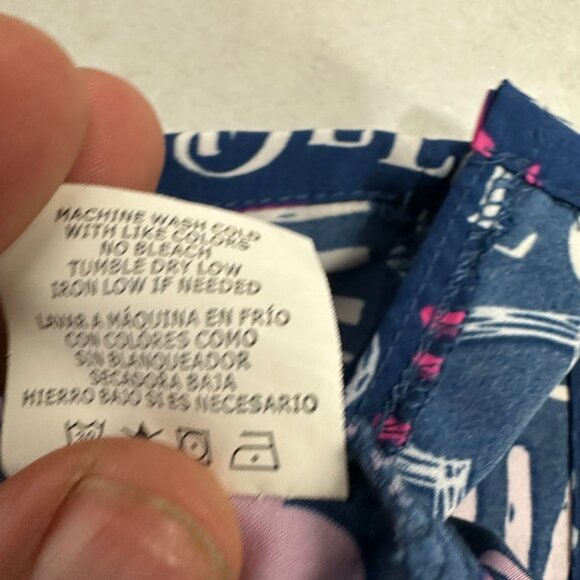 MACHINE WASH COLD
WITH LIKE COLORS
NO BLEACH
TUMBLE DRY LOW
IRON LOW IF NEEDED
LAVAR A MÁQUINA EN FRÍO
CON COLORES COMO
SIN BLANQUEADOR
SECADORA BAJA
HIERRO BAJO SI ES NECESARIO
30